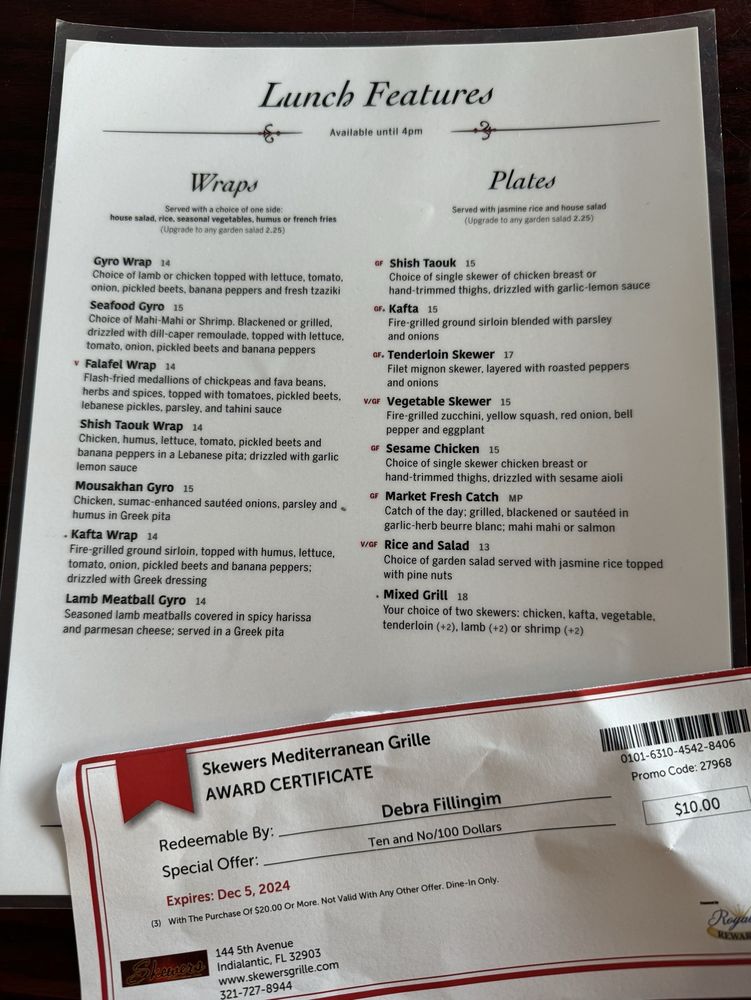 Lunch Features
Available until 4pm
Wraps
Served with a choice of one side:
house salad, rice, seasonal vegetables, humus or french fries
(Upgrade to any garden salad 2.25)
Gyro Wrap 14
Choice of lamb or chicken topped with lettuce, tomato,
onion, pickled beets, banana peppers and fresh tzaziki
Seafood Gyro 15
Choice of Mahi-Mahi or Shrimp. Blackened or grilled,
drizzled with dill-caper remoulade, topped with lettuce,
tomato, onion, pickled beets and banana peppers
V Falafel Wrap 14
Flash-fried medallions of chickpeas and fava beans,
herbs and spices, topped with tomatoes, pickled beets,
lebanese pickles, parsley, and tahini sauce
Shish Taouk Wrap 14
Chicken, humus, lettuce, tomato, pickled beets and
banana peppers in a Lebanese pita; drizzled with garlic
lemon sauce
Mousakhan Gyro 15
Chicken, sumac-enhanced sautéed onions, parsley and
humus in Greek pita
Kafta Wrap 14
Fire-grilled ground sirloin, topped with humus, lettuce,
tomato, onion, pickled beets and banana peppers;
drizzled with Greek dressing
Lamb Meatball Gyro 14
Seasoned lamb meatballs covered in spicy harissa
and parmesan cheese; served in a Greek pita
Plates
Served with jasmine rice and house salad
(Upgrade to any garden salad 2.25)
GF Shish Taouk 15
Choice of single skewer of chicken breast or
hand-trimmed thighs, drizzled with garlic-lemon sauce
GF• Kafta 15
Fire-grilled ground sirloin blended with parsley
and onions
GF• Tenderloin Skewer 17
Filet mignon skewer, layered with roasted peppers
and onions
V/GF Vegetable Skewer 15
Fire-grilled zucchini, yellow squash, red onion, bell
pepper and eggplant
GF Sesame Chicken 15
Choice of single skewer chicken breast or
hand-trimmed thighs, drizzled with sesame aioli
GF Market Fresh Catch MP
Catch of the day; grilled, blackened or sautéed in
garlic-herb beurre blanc; mahi mahi or salmon
V/GF Rice and Salad 13
Choice of garden salad served with jasmine rice topped
with pine nuts
• Mixed Grill 18
Your choice of two skewers: chicken, kafta, vegetable,
tenderloin (+2), lamb (+2) or shrimp (+2)
Skewers Mediterranean Grille
AWARD CERTIFICATE
0101-6310-4542-8406
Promo Code: 27968
Redeemable By: Debra Fillingim
$10.00
Special Offer: Ten and No/100 Dollars
Expires: Dec 5, 2024
(3) With The Purchase Of $20.00 Or More. Not Valid With Any Other Offer. Dine-In Only.
Skewers
144 5th Avenue
Indialantic, FL 32903
www.skewersgrille.com
321-727-8944